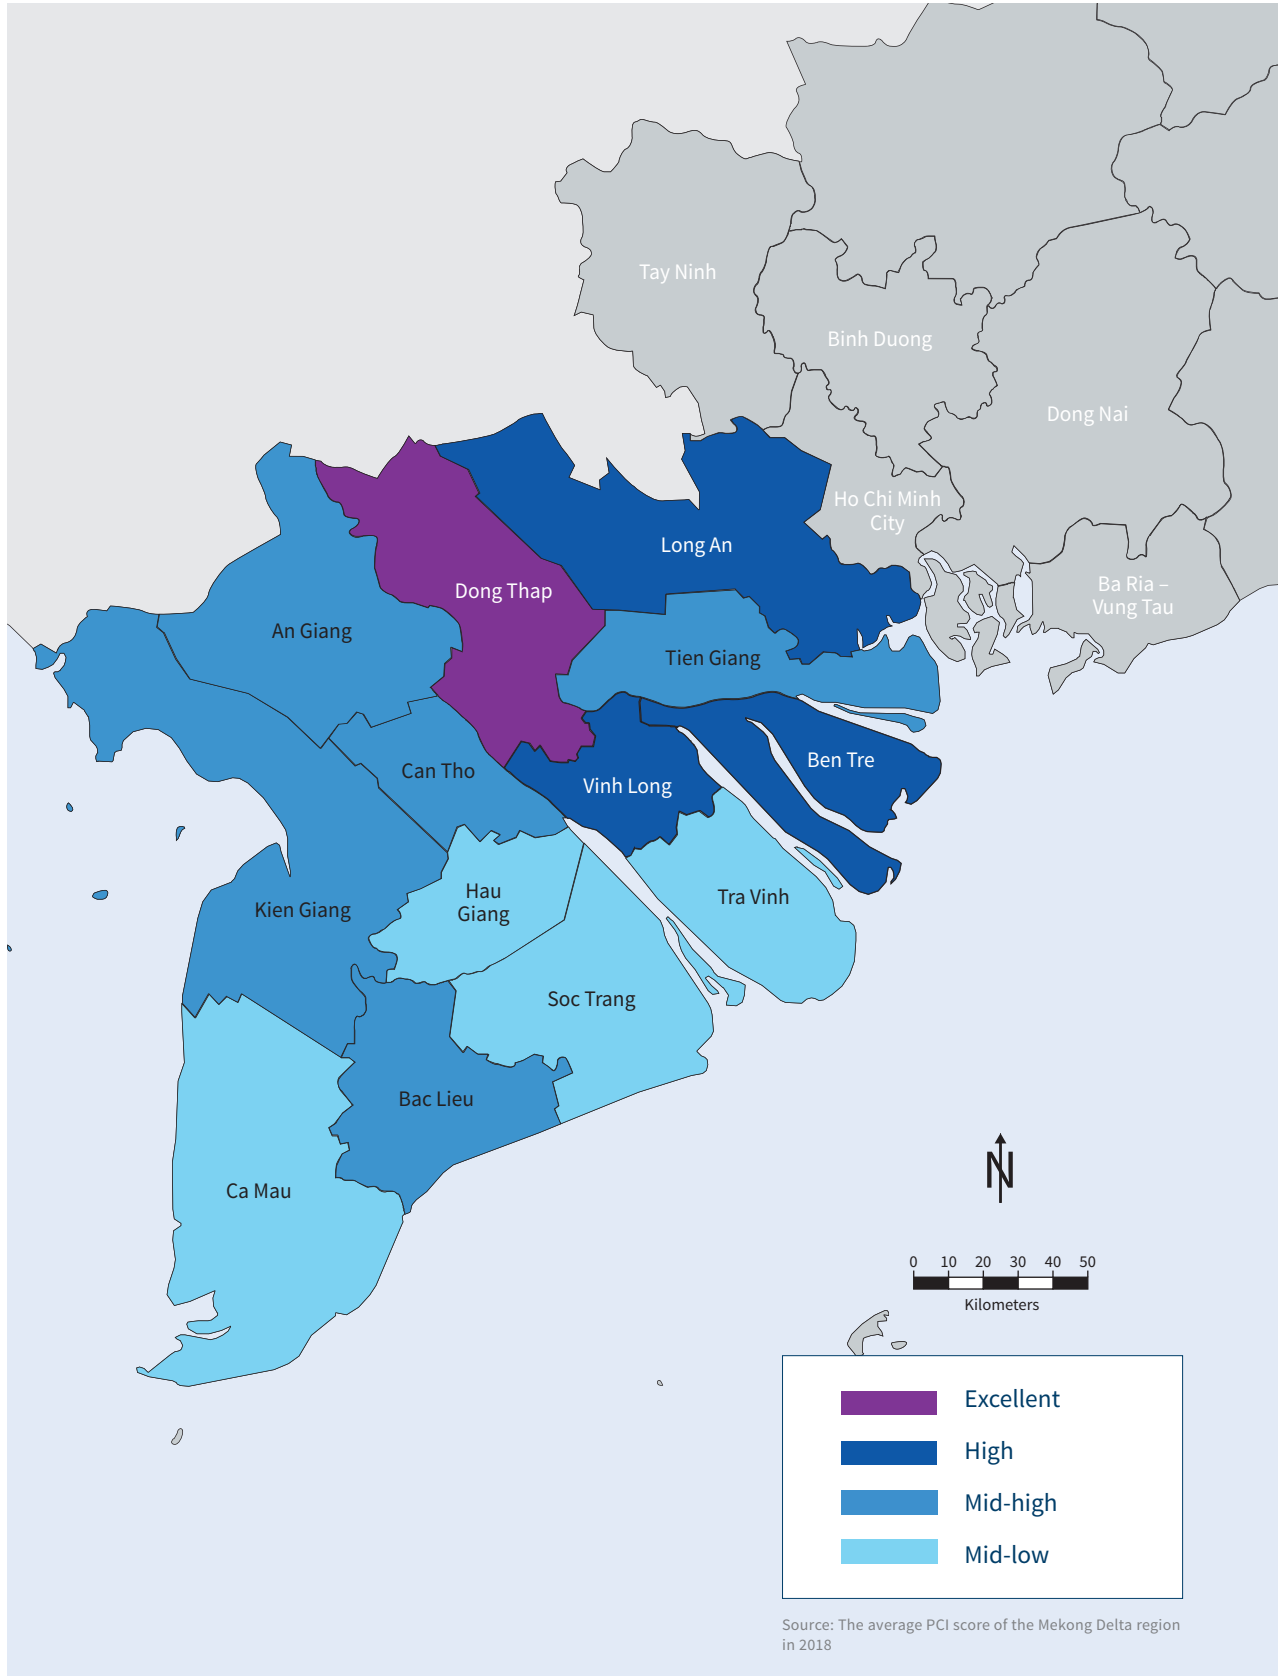 Tay Ninh
Binh Duong
Dong Nai
Ho Chi Minh
City
Long An
Ba Ria –
Vung Tau
Dong Thap
An Giang
Tien Giang
Can Tho
Vinh Long
Ben Tre
Hau
Giang
Tra Vinh
Kien Giang
Soc Trang
Bac Lieu
Ca Mau
N
0 10 20 30 40 50
Kilometers
Excellent
High
Mid-high
Mid-low
Source: The average PCI score of the Mekong Delta region
in 2018